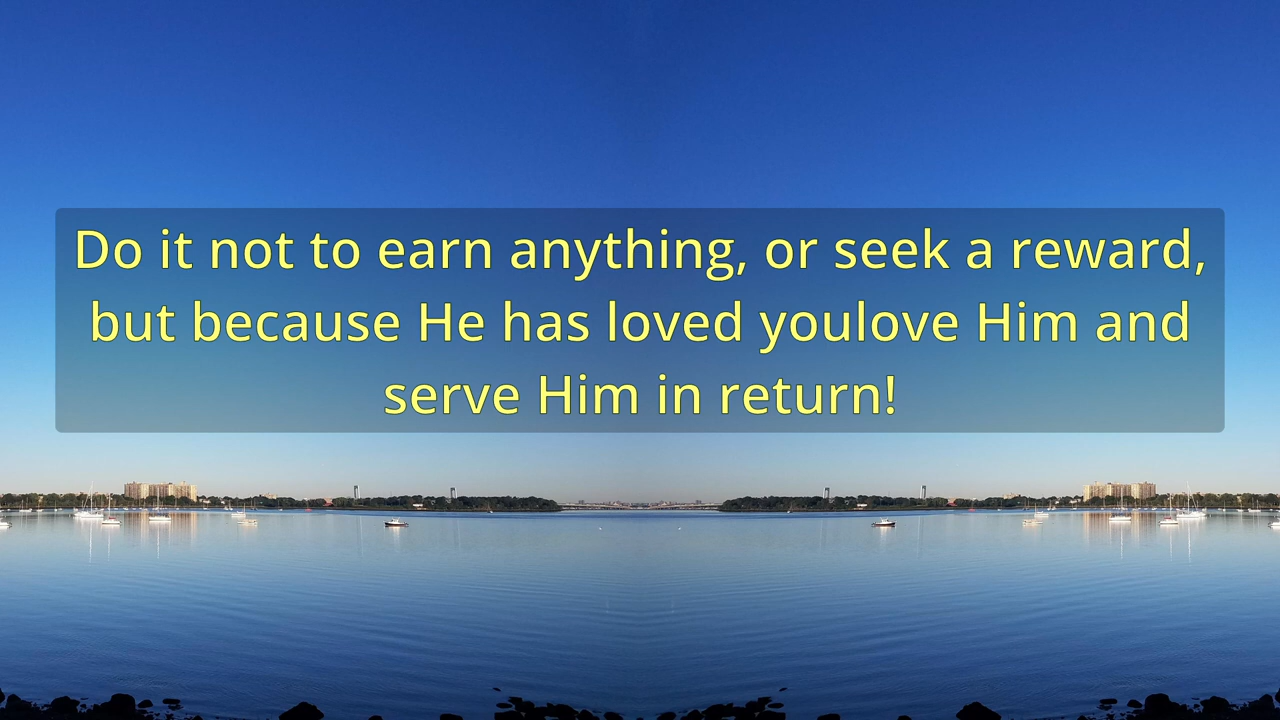 Do it not to earn anything, or seek a reward,
but because He has loved youlove Him and
serve Him in return!